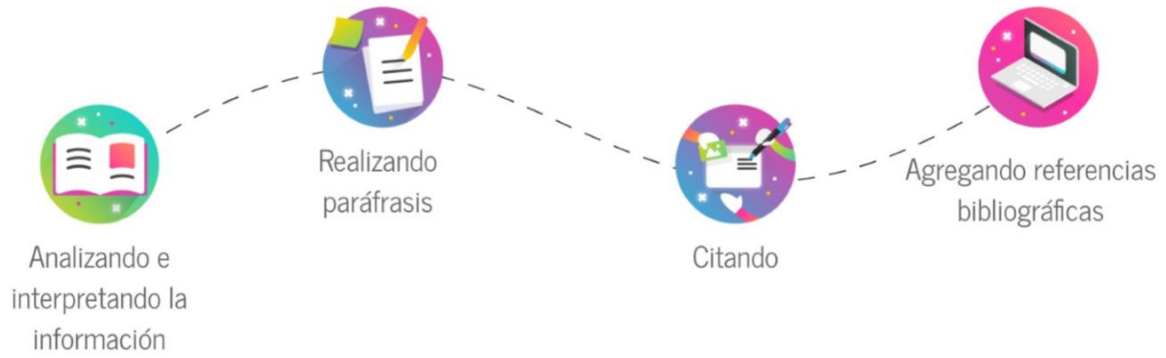 Analizando e
interpretando la
información
Realizando
paráfrasis
Citando
Agregando referencias
bibliográficas